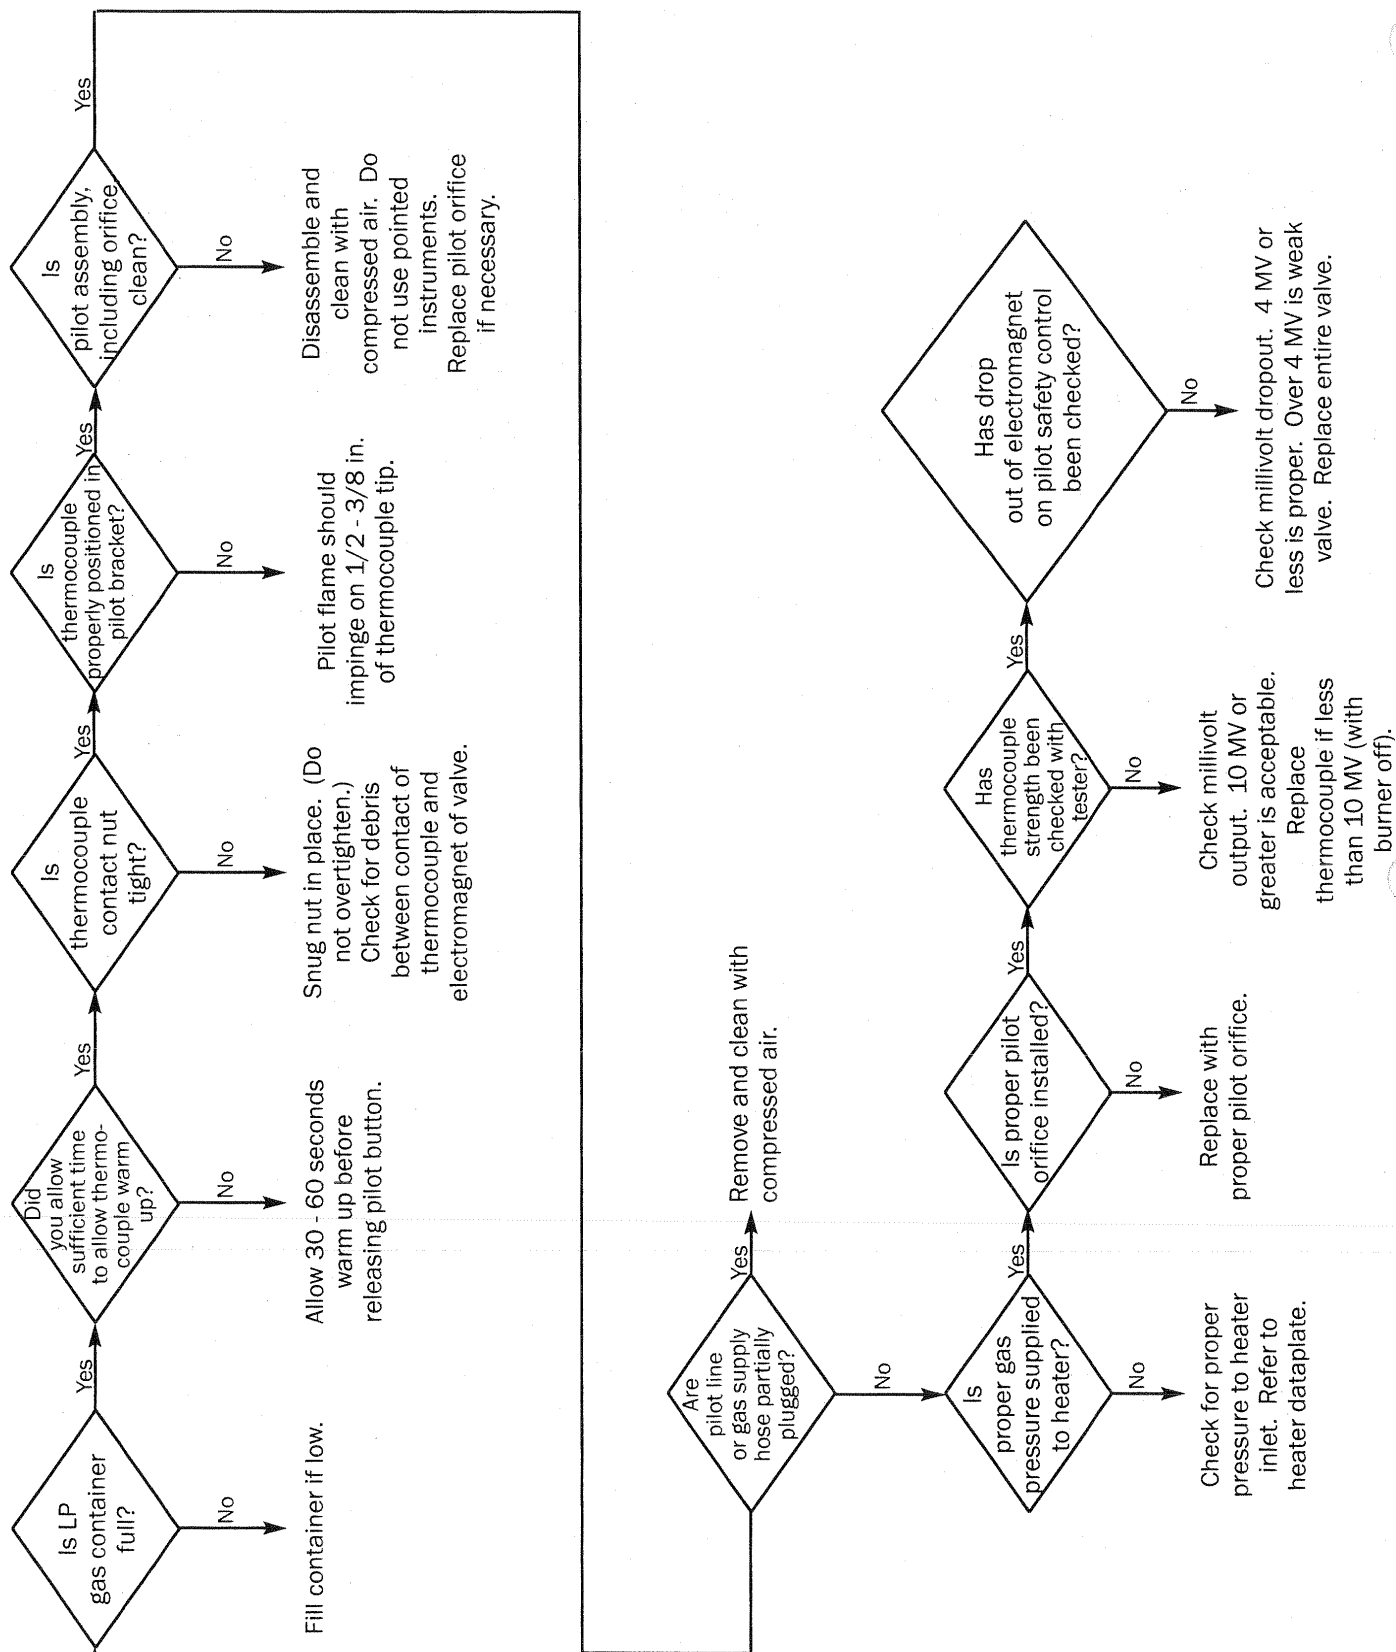 Is LP
gas container
full?
Yes
No
Fill container if low.
Did
you allow
sufficient time
to allow thermo-
couple warm
up?
Yes
No
Allow 30 - 60 seconds
warm up before
releasing pilot button.
Is
thermocouple
contact nut
tight?
Yes
No
Snug nut in place. (Do
not overtighten.)
Check for debris
between contact of
thermocouple and
electromagnet of valve.
Is
thermocouple
properly positioned in
pilot bracket?
Yes
No
Pilot flame should
impinge on 1/2 - 3/8 in.
of thermocouple tip.
Is
pilot assembly,
including orifice,
clean?
Yes
No
Disassemble and
clean with
compressed air. Do
not use pointed
instruments.
Replace pilot orifice
if necessary.
Are
pilot line
or gas supply
hose partially
plugged?
Yes
Remove and clean with
compressed air.
No
Is
proper gas
pressure supplied
to heater?
Yes
No
Check for proper
pressure to heater
inlet. Refer to
heater dataplate.
Is proper pilot
orifice installed?
Yes
No
Replace with
proper pilot orifice.
Has
thermocouple
strength been
checked with
tester?
Yes
No
Check millivolt
output. 10 MV or
greater is acceptable.
Replace
thermocouple if less
than 10 MV (with
burner off).
Has drop
out of electromagnet
on pilot safety control
been checked?
No
Check millivolt dropout. 4 MV or
less is proper. Over 4 MV is weak
valve. Replace entire valve.